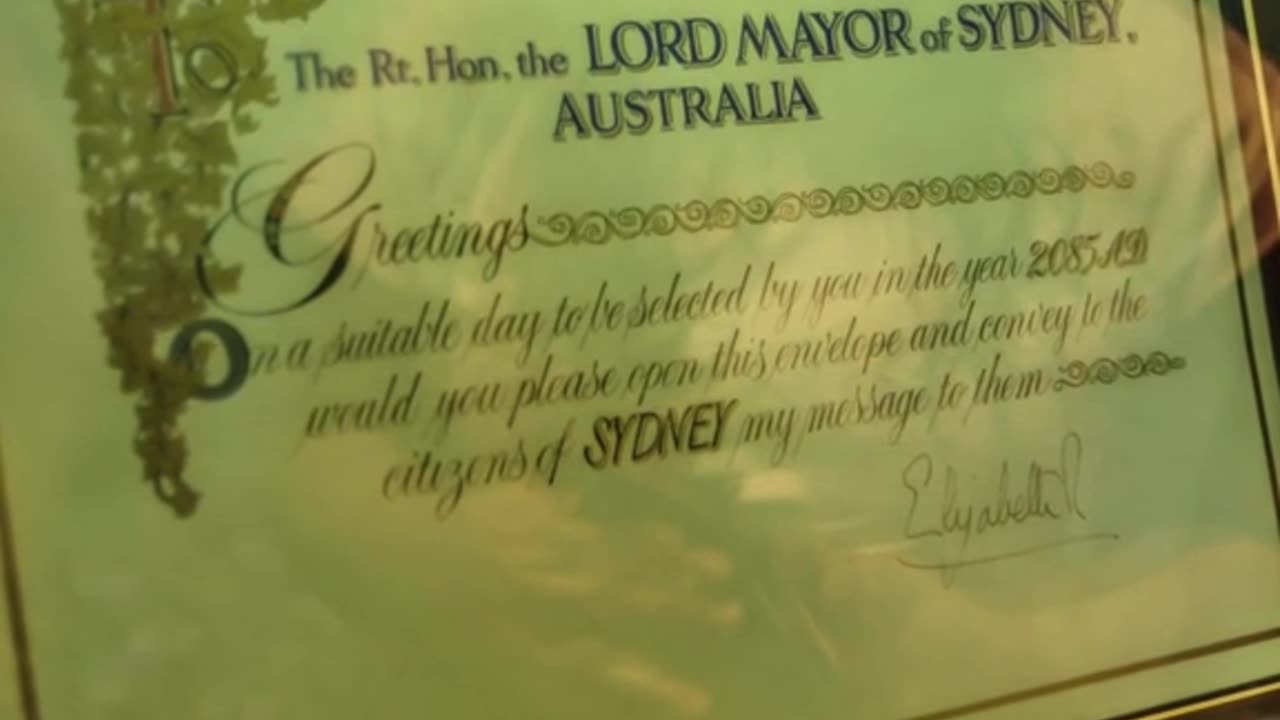 To The Rt. Hon. the LORD MAYOR of SYDNEY.
AUSTRALIA
Greetings
On a suitable day to be selected by you in the year 2085 A.D
would you please open this envelope and convey to the
citizens of SYDNEY my message to them
Elizabeth R